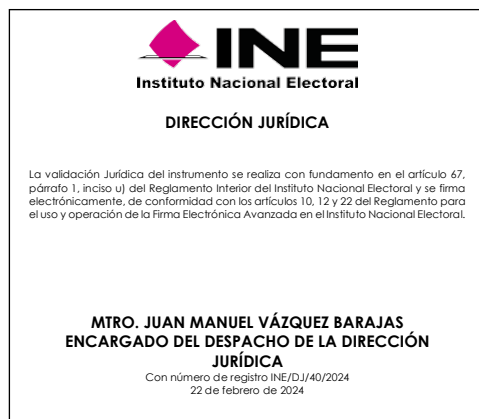 INE
Instituto Nacional Electoral
DIRECCIÓN JURÍDICA
La validación Jurídica del instrumento se realiza con fundamento en el artículo 67,
párrafo 1, inciso u) del Reglamento Interior del Instituto Nacional Electoral y se firma
electrónicamente, de conformidad con los artículos 10, 12 y 22 del Reglamento para
el uso y operación de la Firma Electrónica Avanzada en el Instituto Nacional Electoral.
MTRO. JUAN MANUEL VÁZQUEZ BARAJAS
ENCARGADO DEL DESPACHO DE LA DIRECCIÓN
JURÍDICA
Con número de registro INE/DJ/40/2024
22 de febrero de 2024